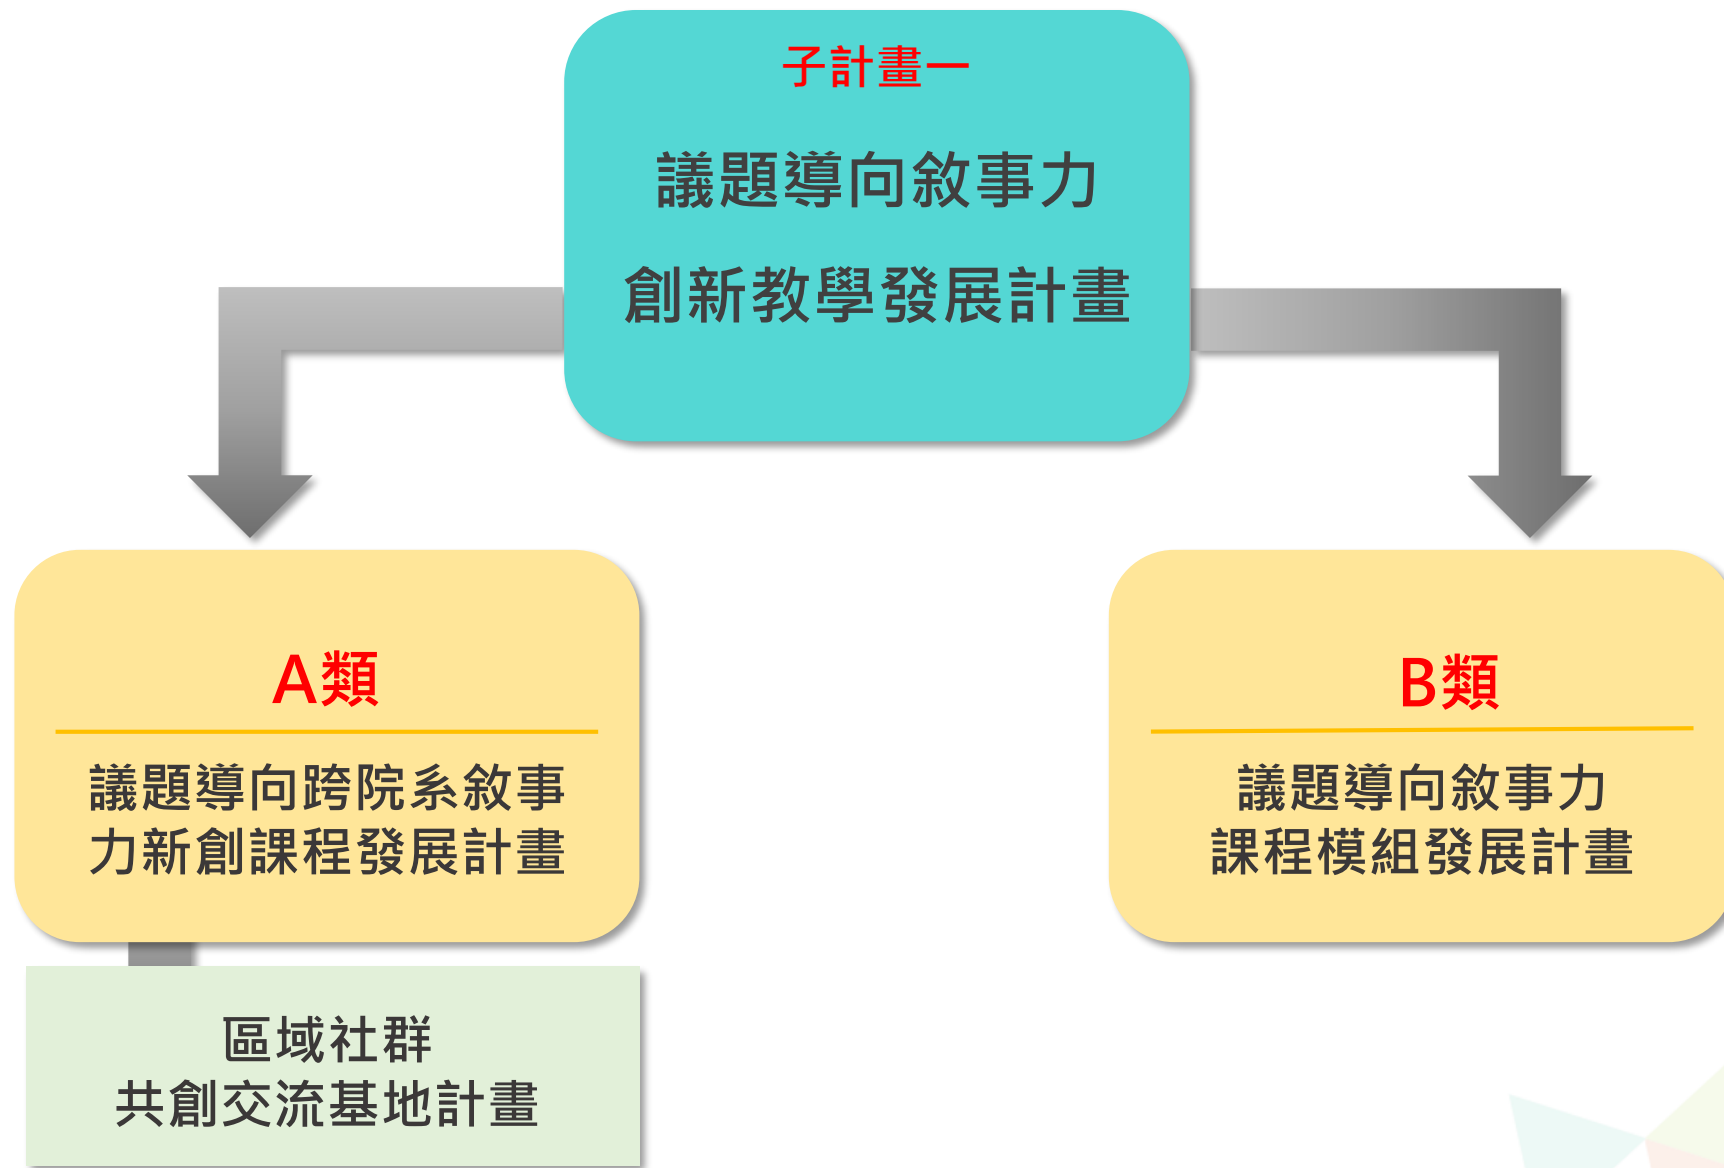 子計畫一
議題導向敘事力
創新教學發展計畫
A類
議題導向跨院系敘事
力新創課程發展計畫
B類
議題導向敘事力
課程模組發展計畫
區域社群
共創交流基地計畫